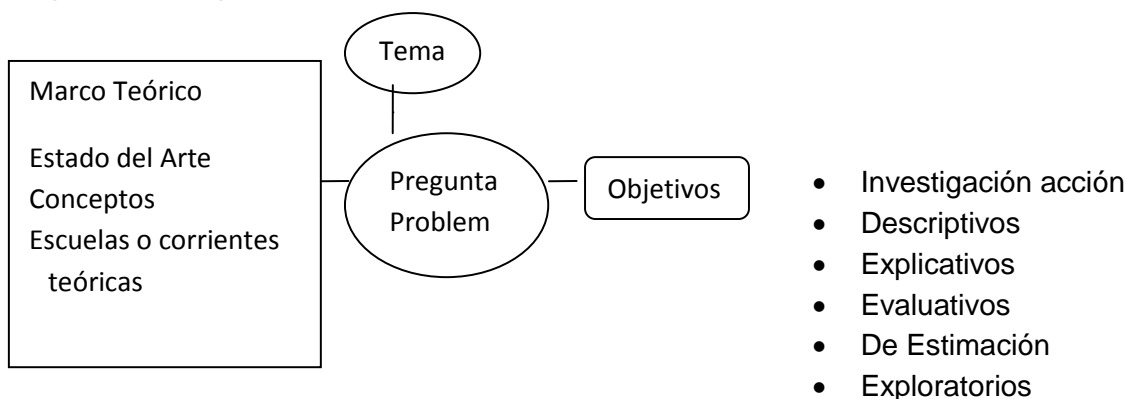 Tema
Marco Teórico
Estado del Arte
Conceptos
Escuelas o corrientes
teóricas
Pregunta
Problem
Objetivos
• Investigación acción
• Descriptivos
• Explicativos
• Evaluativos
• De Estimación
• Exploratorios